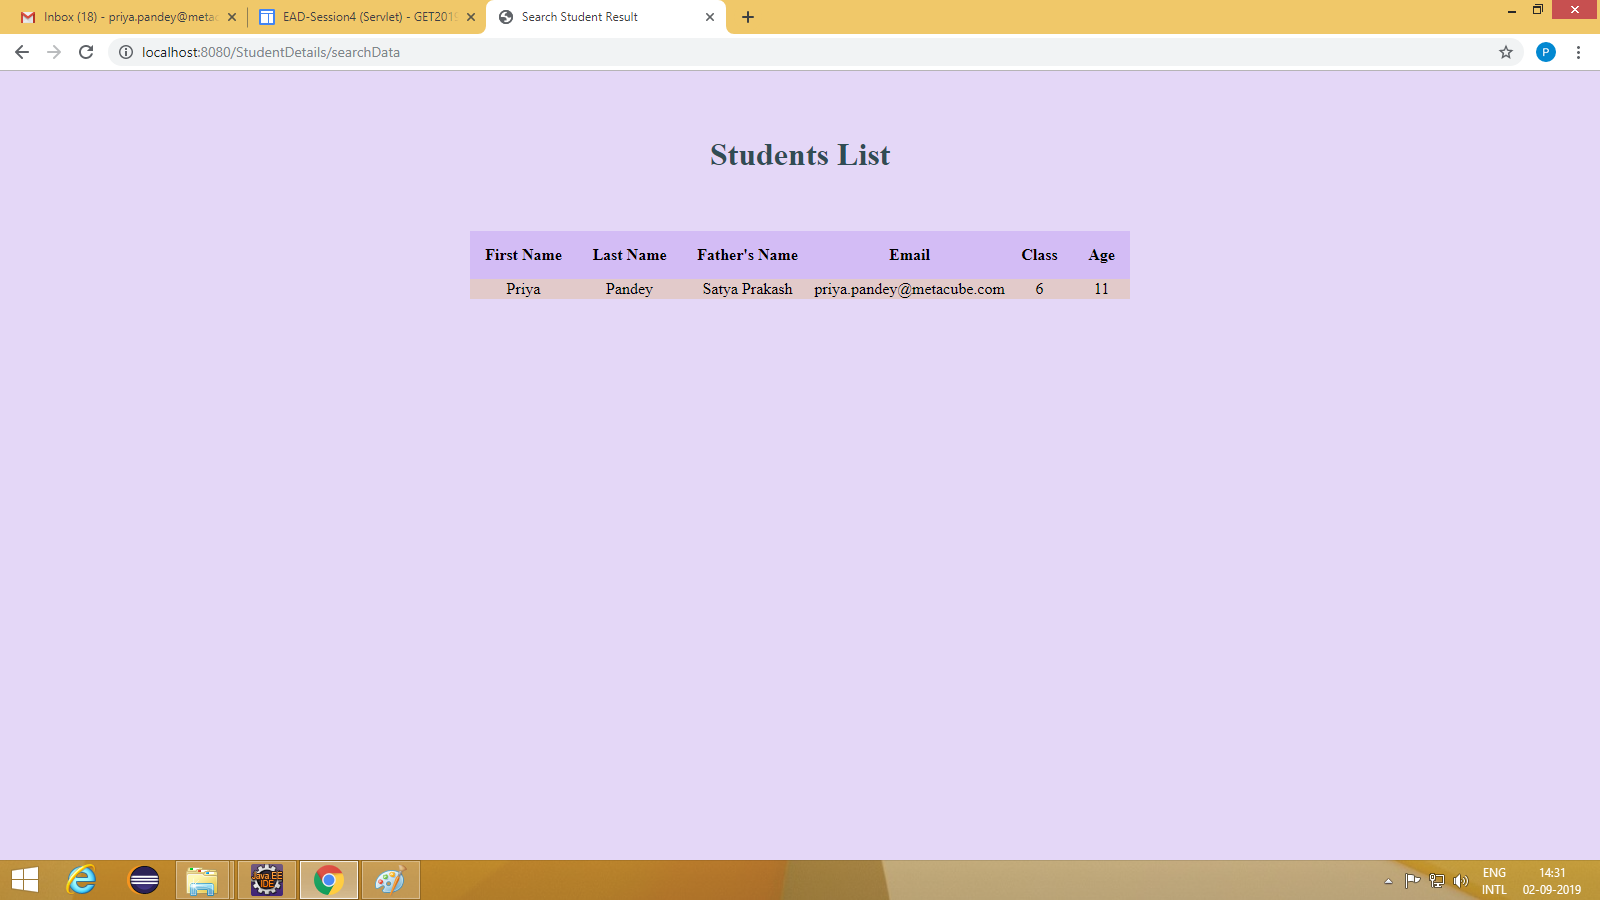 Inbox (18) - priya.pandey@metac
EAD-Session4 (Servlet) - GET2019
Search Student Result
localhost:8080/StudentDetails/searchData
P
Students List
First Name Last Name Father's Name Email Class Age
Priya Pandey Satya Prakash priya.pandey@metacube.com 6 11
Java EE
IDE
ENG 14:31
INTL 02-09-2019